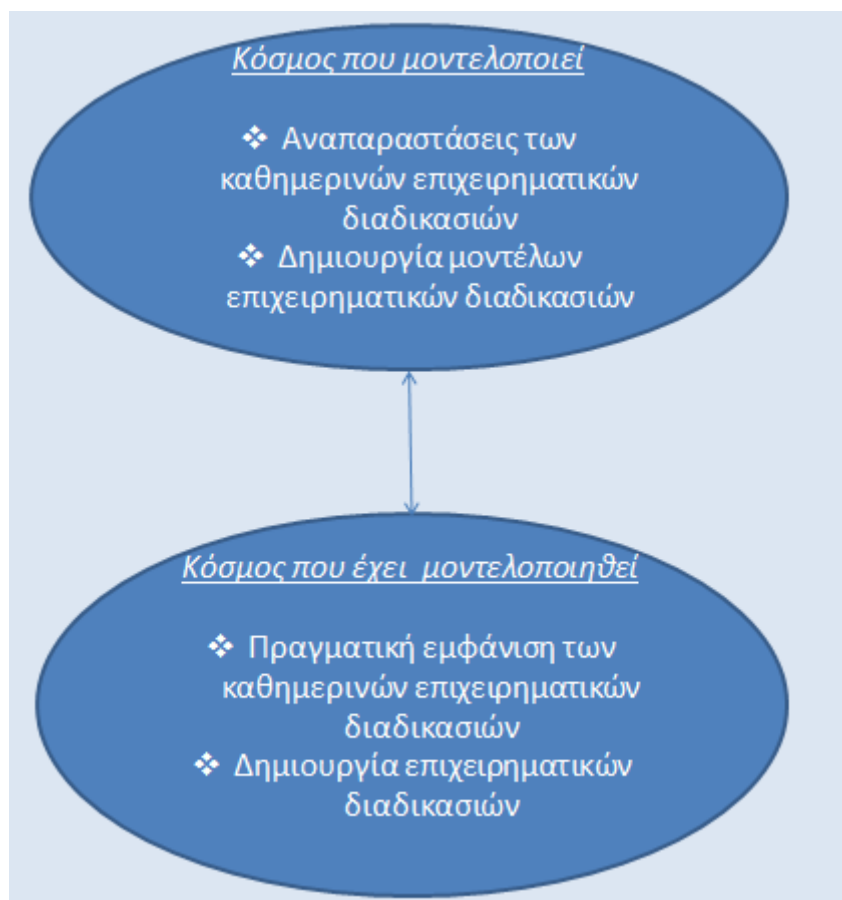 Κόσμος που μοντελοποιεί
❖ Αναπαραστάσεις των
καθημερινών επιχειρηματικών
διαδικασιών
❖ Δημιουργία μοντέλων
επιχειρηματικών διαδικασιών
Κόσμος που έχει μοντελοποιηθεί
❖ Πραγματική εμφάνιση των
καθημερινών επιχειρηματικών
διαδικασιών
❖ Δημιουργία επιχειρηματικών
διαδικασιών